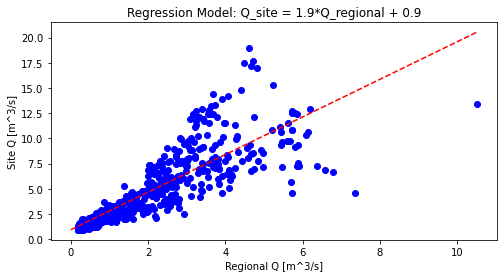 Regression Model: Q_site = 1.9*Q_regional + 0.9
Site Q [m^3/s]
20.0
17.5
15.0
12.5
10.0
7.5
5.0
2.5
0.0
0 2 4 6 8 10
Regional Q [m^3/s]